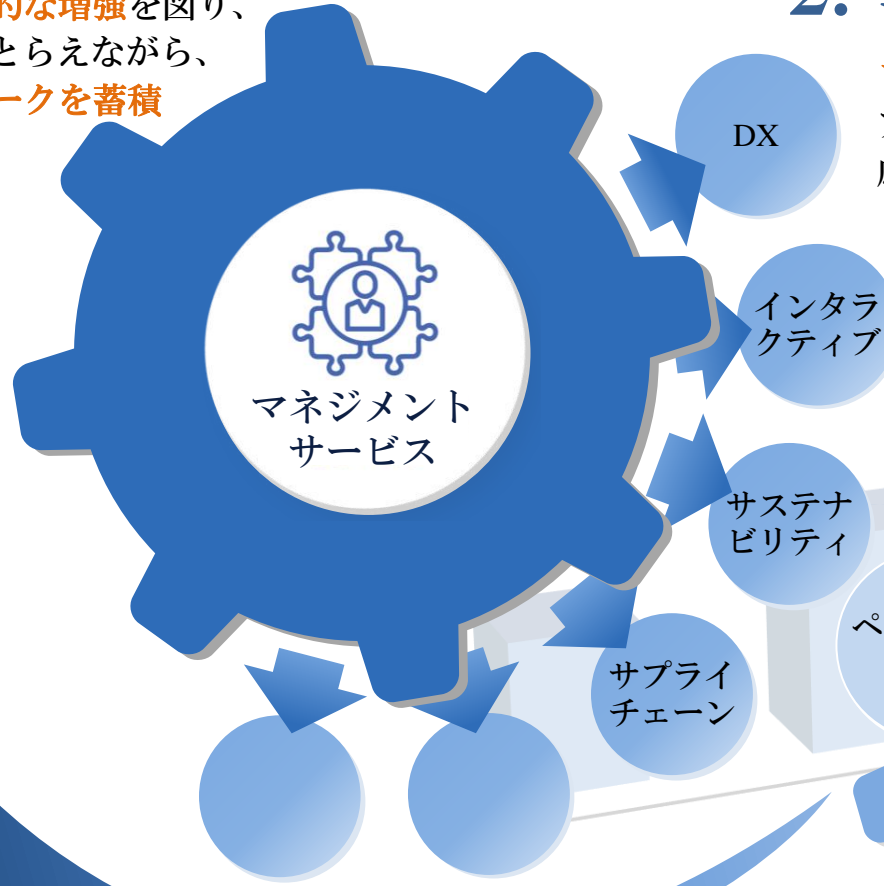 的な増強を図り、
とらえながら、
ークを蓄積
2.
DX
インタラ
クティブ
マネジメント
サービス
サステナ
ビリティ
ペ
サプライ
チェーン